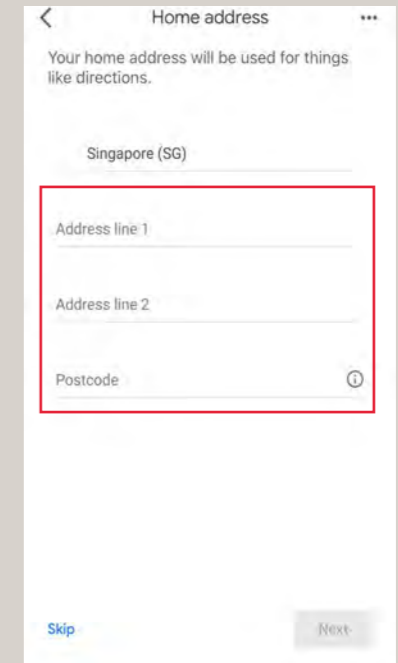 Home address
Your home address will be used for things
like directions.
Singapore (SG)
Address line 1
Address line 2
Postcode
Skip
Next